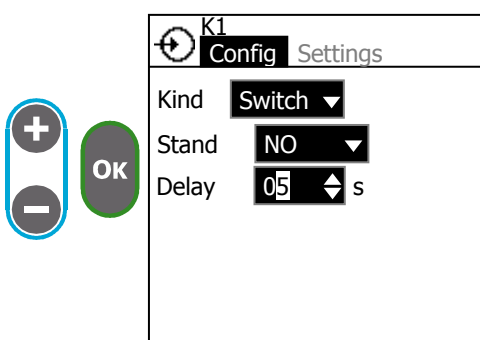 K1
Config Settings
Kind Switch
Stand NO
Delay 05 s
+
OK
−